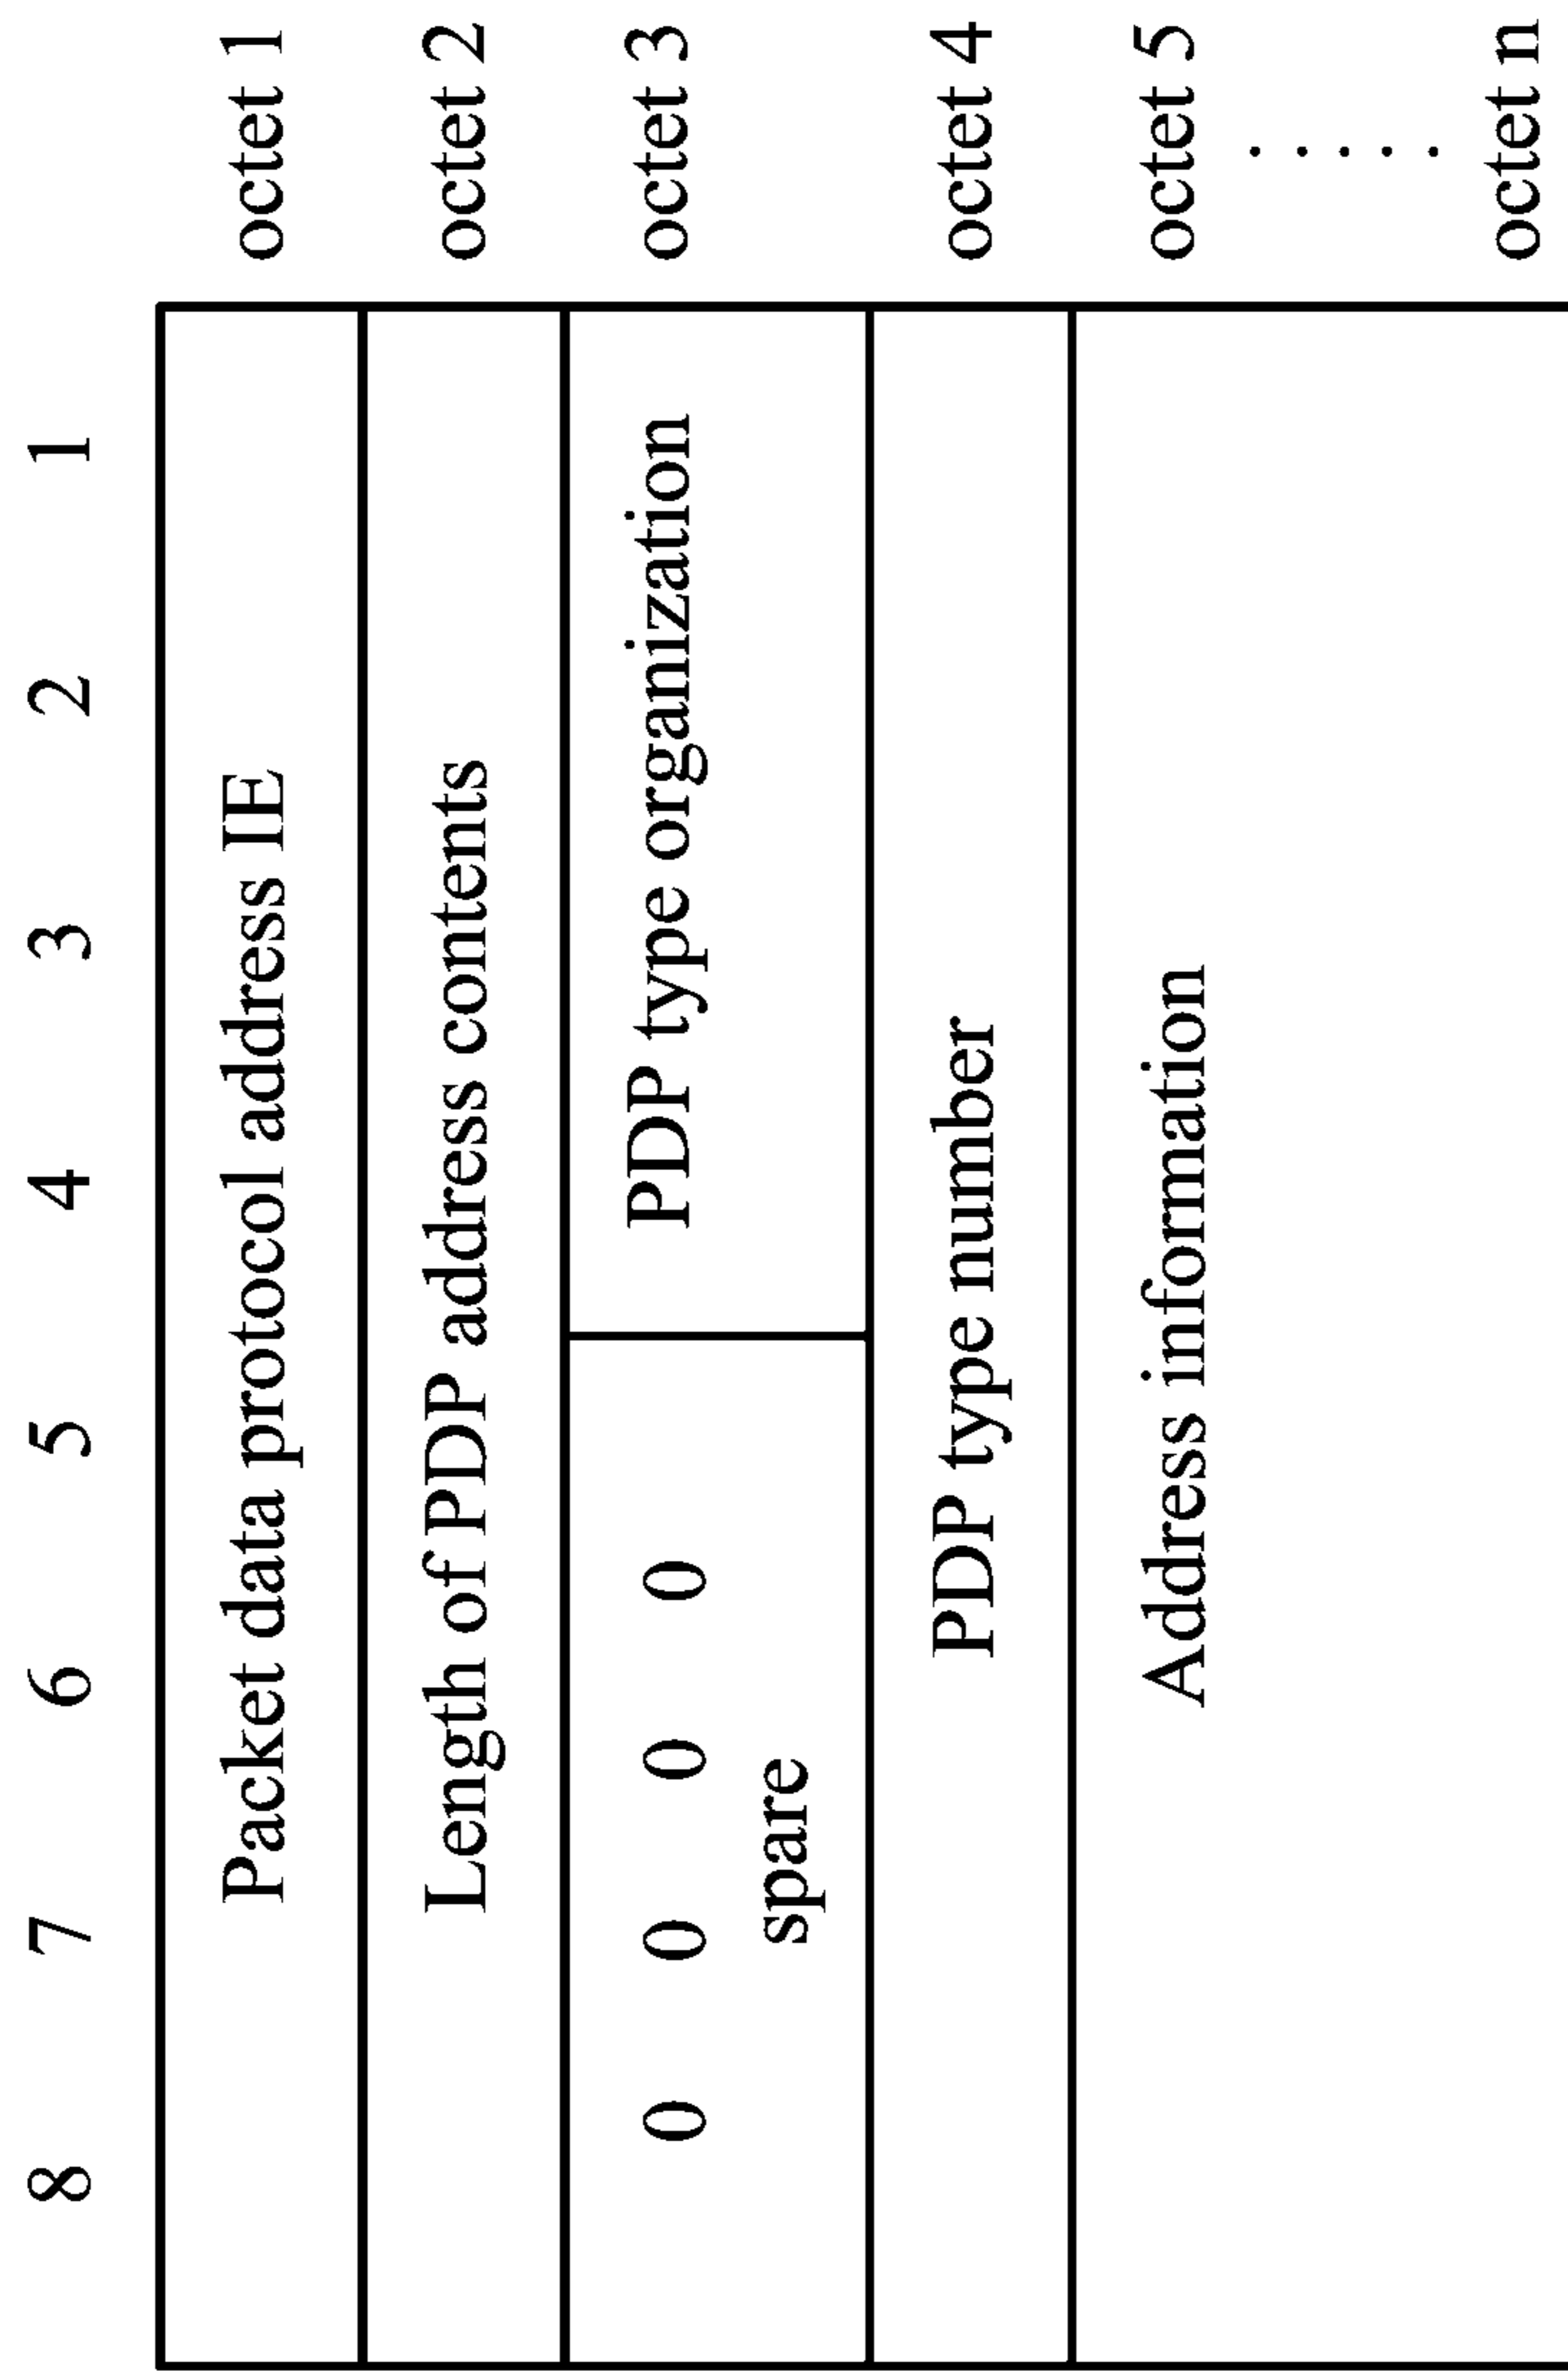 8 7 6 5 4 3 2 1
Packet data protocol address IE octet 1
Length of PDP address contents octet 2
0 0 0 0 PDP type organization octet 3
spare
PDP type number octet 4
Address information octet 5
.....
octet n